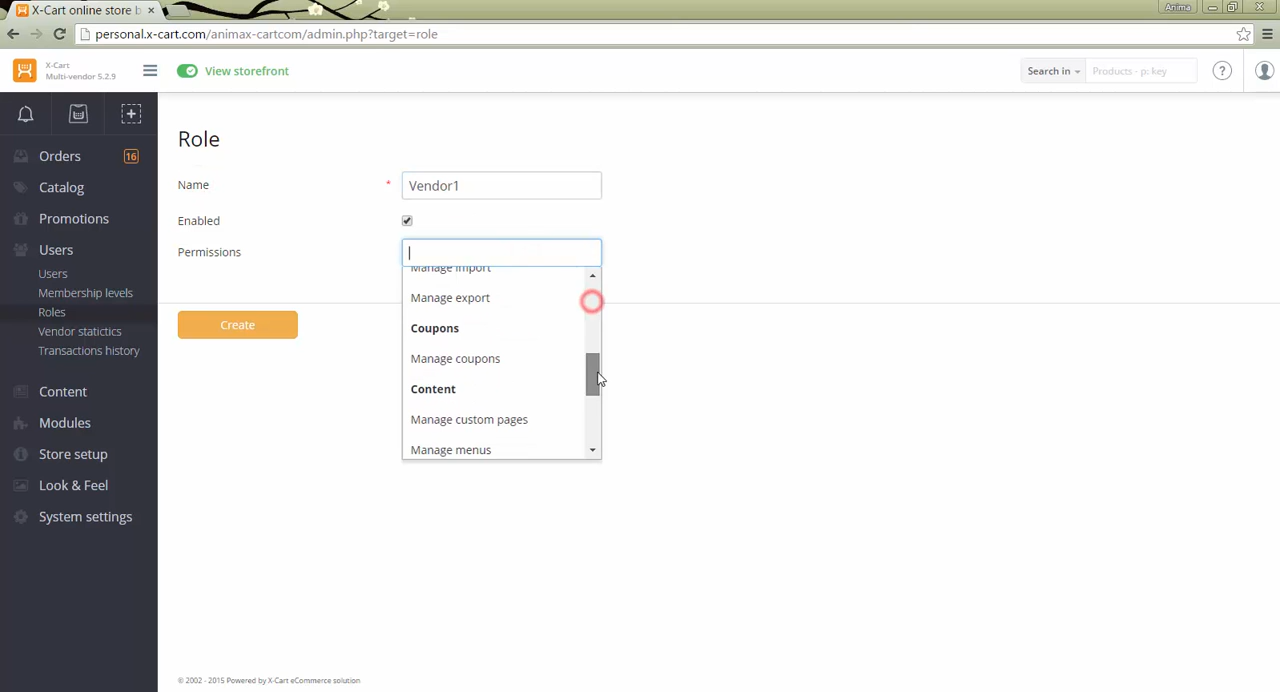 X-Cart online store b
Anima
personal.x-cart.com/animax-cartcom/admin.php?target=role
X-Cart
Multi-vendor 5.2.9
View storefront
Search in
Products - p: key
?
Orders 16
Catalog
Promotions
Users
Users
Membership levels
Roles
Vendor statictics
Transactions history
Content
Modules
Store setup
Look & Feel
System settings
Role
Name * Vendor1
Enabled
Permissions
Manage import
Manage export
Coupons
Manage coupons
Content
Manage custom pages
Manage menus
Create
© 2002 - 2015 Powered by X-Cart eCommerce solution